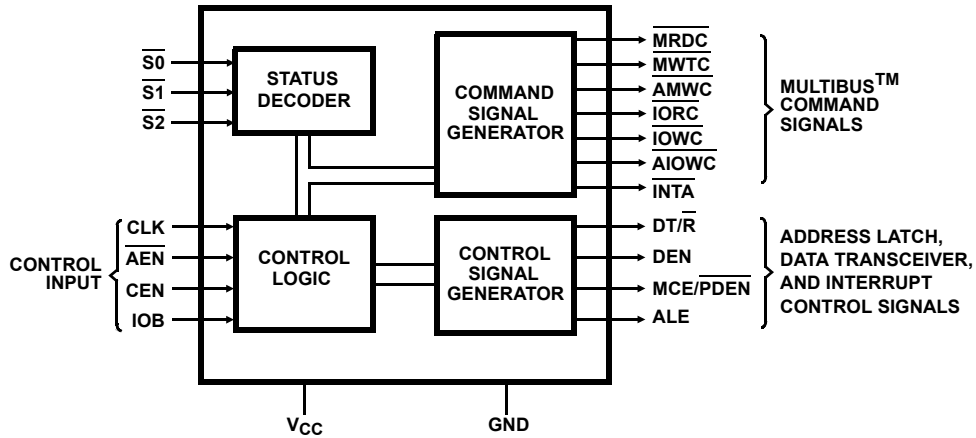 S0
S1
S2
STATUS
DECODER
COMMAND
SIGNAL
GENERATOR
MRDC
MWTC
AMWC
IORC
IOWC
AIOWC
INTA
MULTIBUS™
COMMAND
SIGNALS
CONTROL
INPUT
CLK
AEN
CEN
IOB
CONTROL
LOGIC
CONTROL
SIGNAL
GENERATOR
DT/R
DEN
MCE/PDEN
ALE
ADDRESS LATCH,
DATA TRANSCEIVER,
AND INTERRUPT
CONTROL SIGNALS
VCC
GND